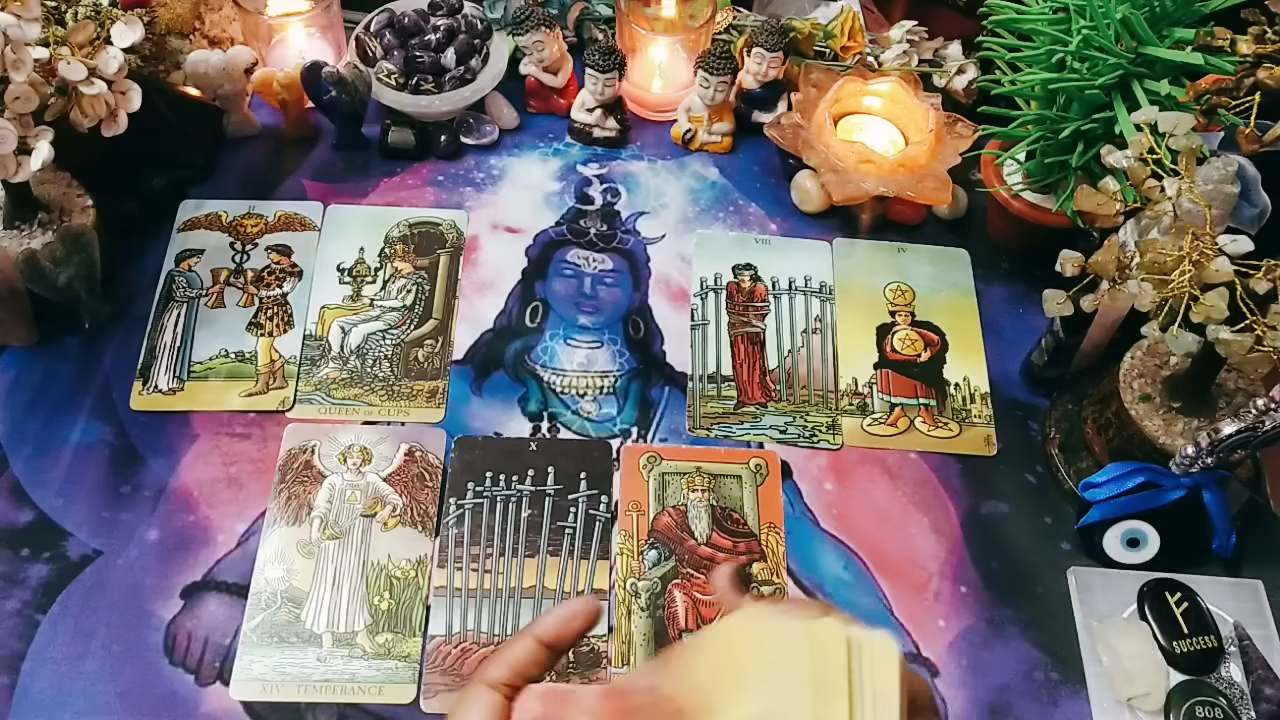 II
QUEEN OF CUPS
VIII
IV
XIV TEMPERANCE
X
SUCCESS
808